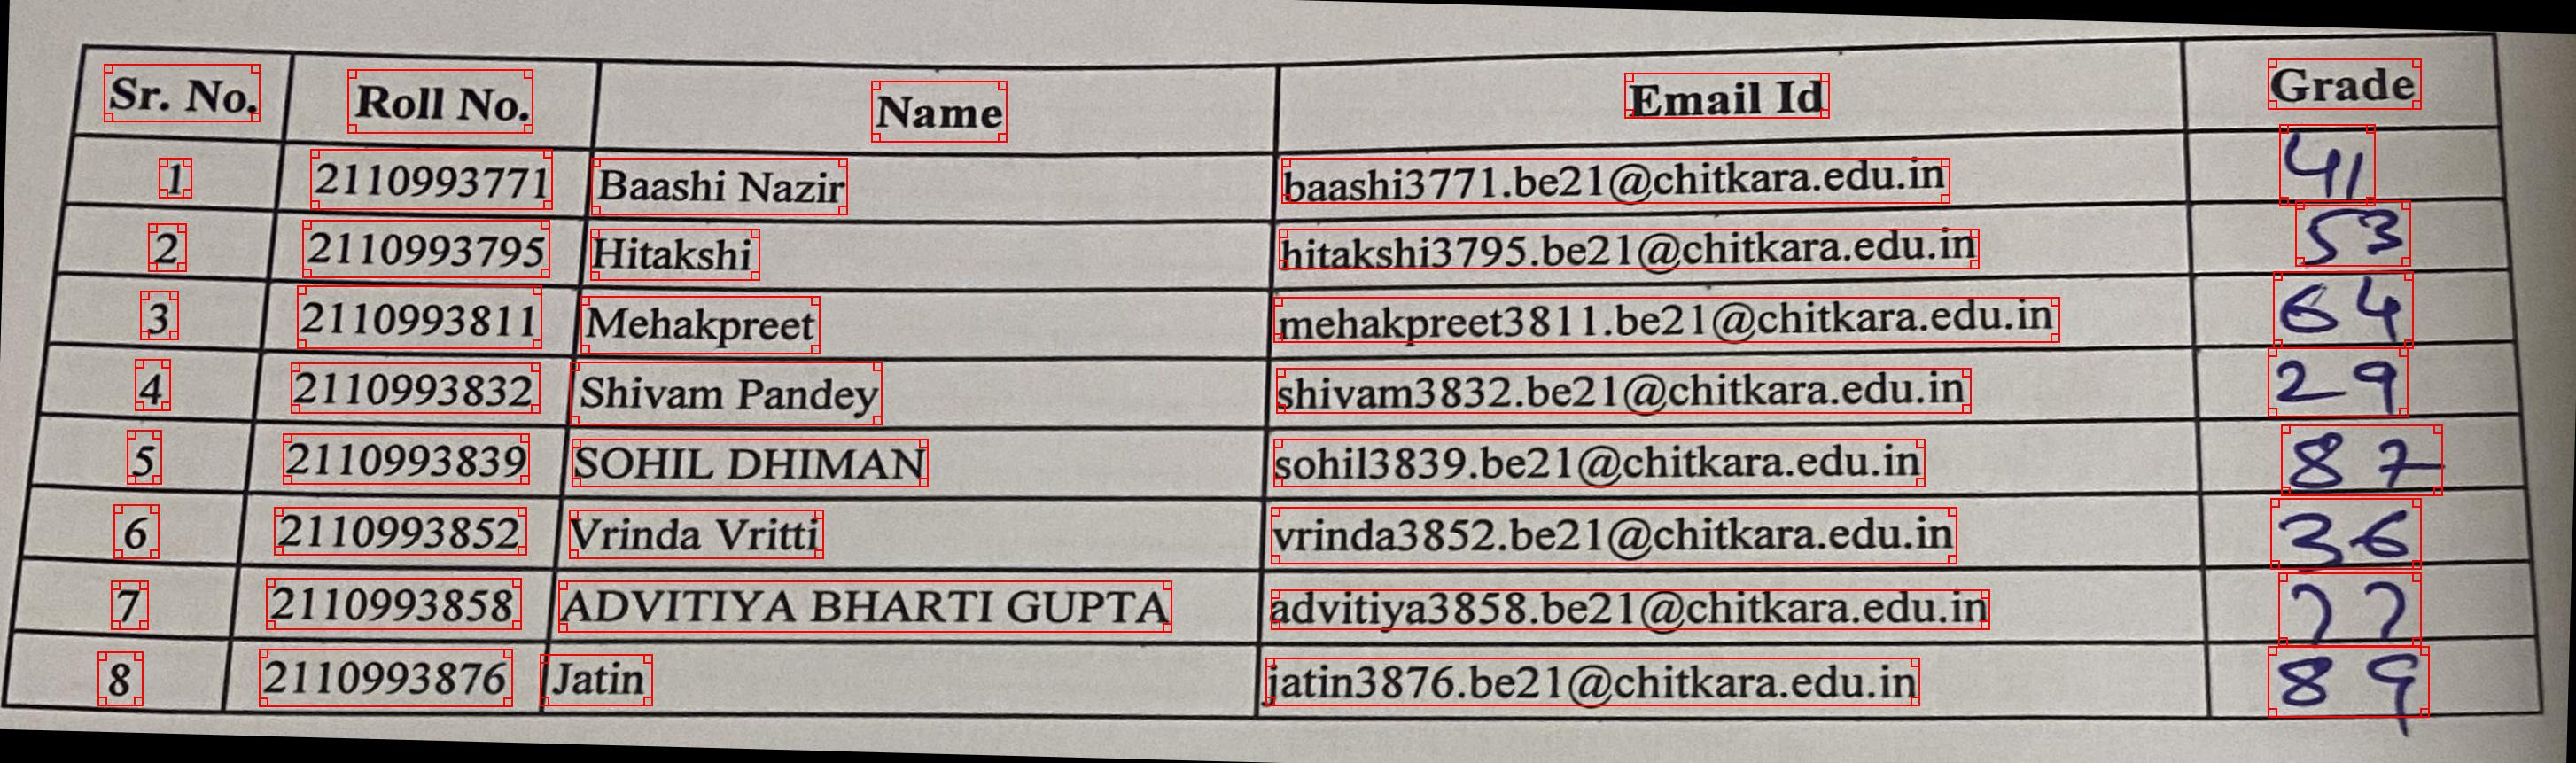 Sr. No. Roll No. Name Email Id Grade
1 2110993771 Baashi Nazir baashi3771.be21@chitkara.edu.in 41
2 2110993795 Hitakshi hitakshi3795.be21@chitkara.edu.in 53
3 2110993811 Mehakpreet mehakpreet3811.be21@chitkara.edu.in 64
4 2110993832 Shivam Pandey shivam3832.be21@chitkara.edu.in 29
5 2110993839 SOHIL DHIMAN sohil3839.be21@chitkara.edu.in 87
6 2110993852 Vrinda Vritti vrinda3852.be21@chitkara.edu.in 36
7 2110993858 ADVITIYA BHARTI GUPTA advitiya3858.be21@chitkara.edu.in 77
8 2110993876 Jatin jatin3876.be21@chitkara.edu.in 89